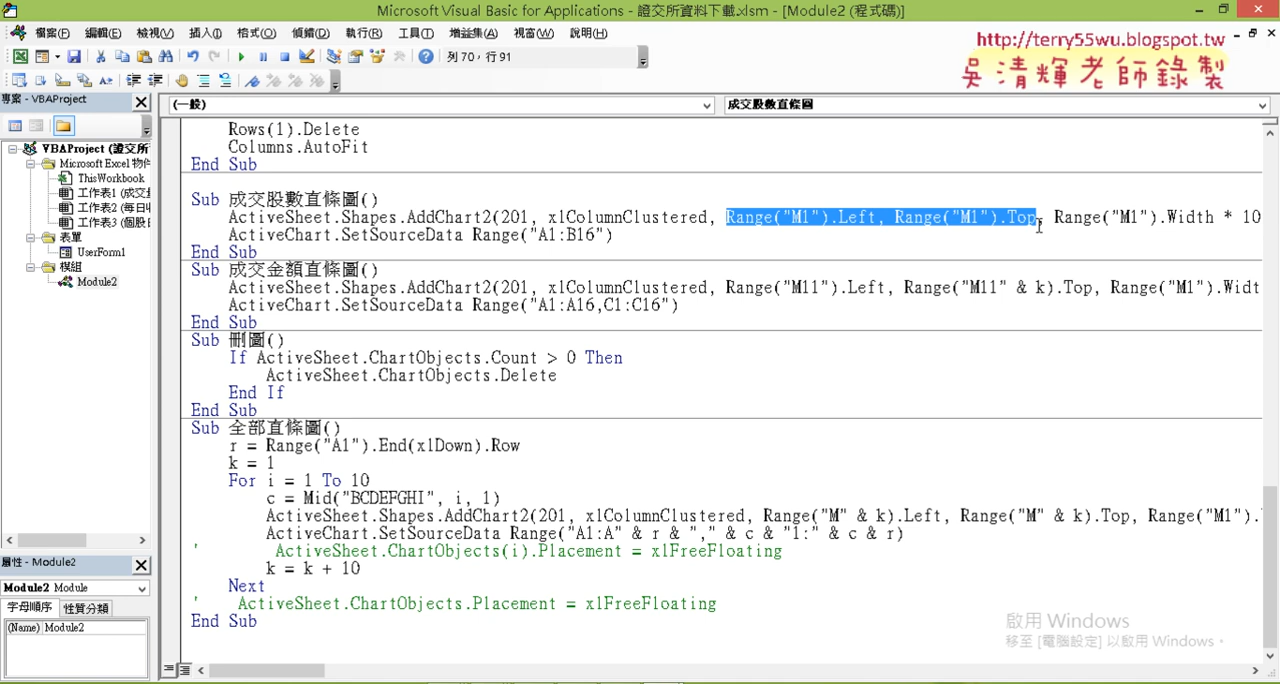 Microsoft Visual Basic for Applications - 證交所資料下載.xlsm - [Module2 (程式碼)]
檔案(F) 編輯(E) 檢視(V) 插入(I) 格式(O) 偵錯(D) 執行(R) 工具(T) 增益集(A) 視窗(W) 說明(H)
http://terry55wu.blogspot.tw
吳清輝老師錄製
列 70，行 91
專案 - VBAProject
(一般)
成交股數直條圖
VBAProject (證交所
Microsoft Excel 物件
ThisWorkbook
工作表1 (成交量
工作表2 (每日收
工作表3 (個股日
表單
UserForm1
模組
Module2
Rows(1).Delete
Columns.AutoFit
End Sub
Sub 成交股數直條圖()
ActiveSheet.Shapes.AddChart2(201, xlColumnClustered, Range("M1").Left, Range("M1").Top, Range("M1").Width * 10
ActiveChart.SetSourceData Range("A1:B16")
End Sub
Sub 成交金額直條圖()
ActiveSheet.Shapes.AddChart2(201, xlColumnClustered, Range("M11").Left, Range("M11" & k).Top, Range("M1").Widt
ActiveChart.SetSourceData Range("A1:A16,C1:C16")
End Sub
Sub 刪圖()
If ActiveSheet.ChartObjects.Count > 0 Then
ActiveSheet.ChartObjects.Delete
End If
End Sub
Sub 全部直條圖()
r = Range("A1").End(xlDown).Row
k = 1
For i = 1 To 10
c = Mid("BCDEFGHI", i, 1)
ActiveSheet.Shapes.AddChart2(201, xlColumnClustered, Range("M" & k).Left, Range("M" & k).Top, Range("M1").
ActiveChart.SetSourceData Range("A1:A" & r & "," & c & "1:" & c & r)
' ActiveSheet.ChartObjects(i).Placement = xlFreeFloating
k = k + 10
Next
' ActiveSheet.ChartObjects.Placement = xlFreeFloating
End Sub
屬性 - Module2
Module2 Module
字母順序 性質分類
(Name) Module2
啟用 Windows
移至 [電腦設定] 以啟用 Windows。